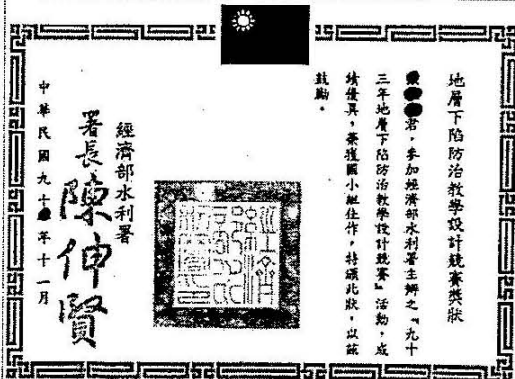 地層下陷防治教學設計競賽獎狀
君，參加經濟部水利署主辦之『九十
三年地層下陷防治教學設計競賽』活動，成
績優異，榮獲國小組佳作，特頒此狀，以茲
鼓勵。
經濟部水利署
署長 陳伸賢
中華民國九十 年十一月